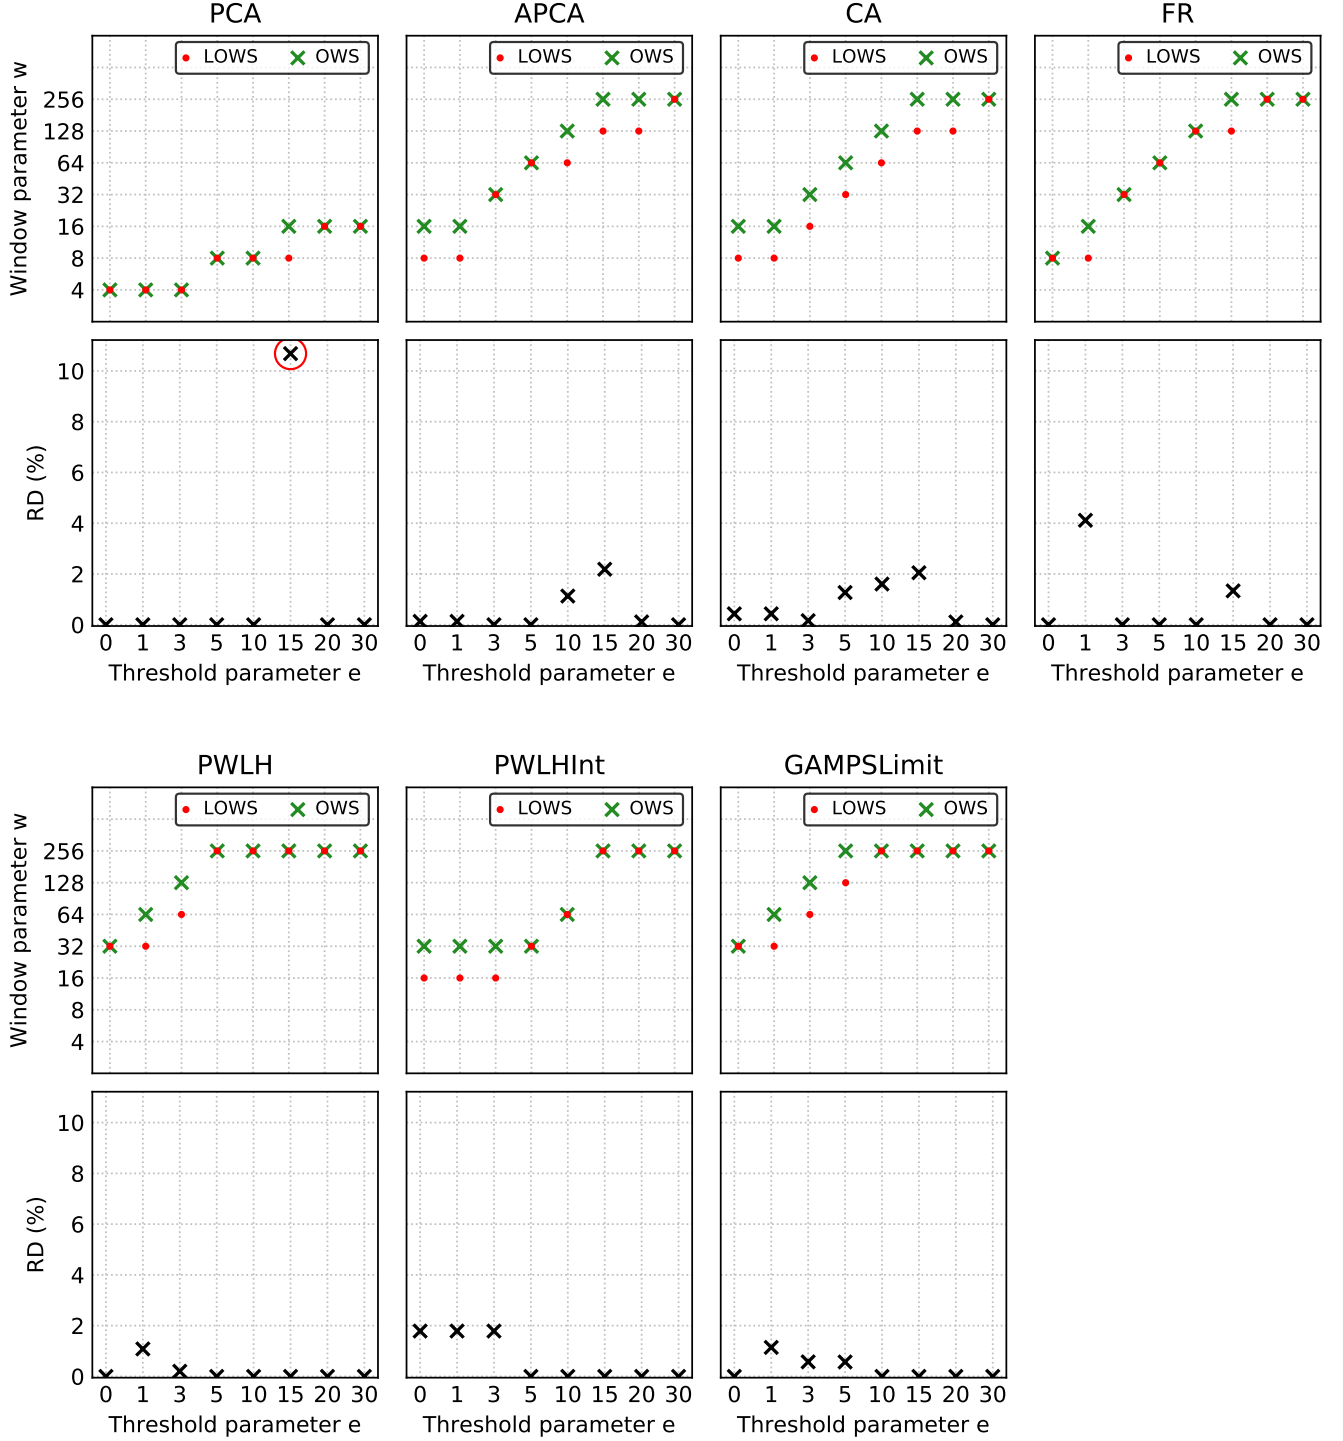 PCA APCA CA FR
LOWS OWS LOWS OWS LOWS OWS LOWS OWS
Window parameter w
256
128
64
32
16
8
4
RD (%)
10
8
6
4
2
0
0 1 3 5 10 15 20 30 0 1 3 5 10 15 20 30 0 1 3 5 10 15 20 30 0 1 3 5 10 15 20 30
Threshold parameter e Threshold parameter e Threshold parameter e Threshold parameter e
PWLH PWLHInt GAMPSLimit
LOWS OWS LOWS OWS LOWS OWS
Window parameter w
256
128
64
32
16
8
4
RD (%)
10
8
6
4
2
0
0 1 3 5 10 15 20 30 0 1 3 5 10 15 20 30 0 1 3 5 10 15 20 30
Threshold parameter e Threshold parameter e Threshold parameter e